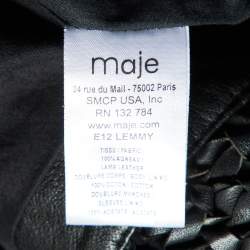 maje
24 rue du Mail - 75002 Paris
SMCP USA, Inc
RN 132 784
www.maje.com
E12 LEMMY
TISSU / FABRIC
100% AGNEAU
LAMB LEATHER
DOUBLURE CORPS / BODY LINING
100% COTON / COTTON
DOUBLURE MANCHES
SLEEVE LINING
100% ACETATE / ACETATE